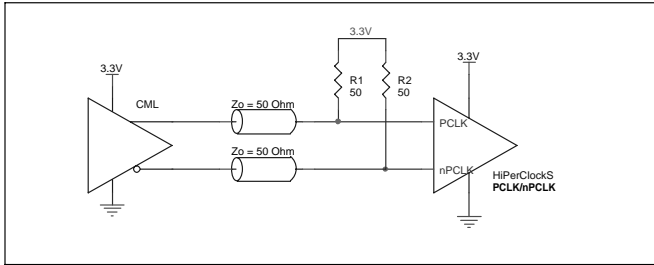 3.3V
3.3V
3.3V
R1
50
R2
50
CML
Zo = 50 Ohm
PCLK
Zo = 50 Ohm
nPCLK
HiPerClockS
PCLK/nPCLK